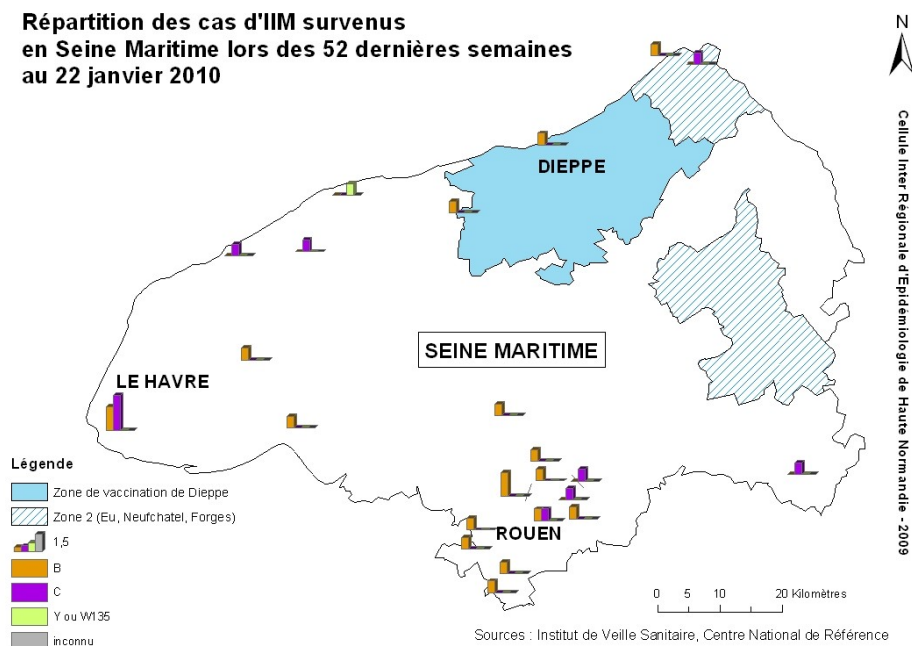 Répartition des cas d'IIM survenus
en Seine Maritime lors des 52 dernières semaines
au 22 janvier 2010
N
DIEPPE
SEINE MARITIME
LE HAVRE
ROUEN
Légende
Zone de vaccination de Dieppe
Zone 2 (Eu, Neufchatel, Forges)
1,5
B
C
Y ou W135
inconnu
0 5 10 20 Kilomètres
Sources : Institut de Veille Sanitaire, Centre National de Référence
Cellule Inter Régionale d'Epidémiologie de Haute Normandie - 2009